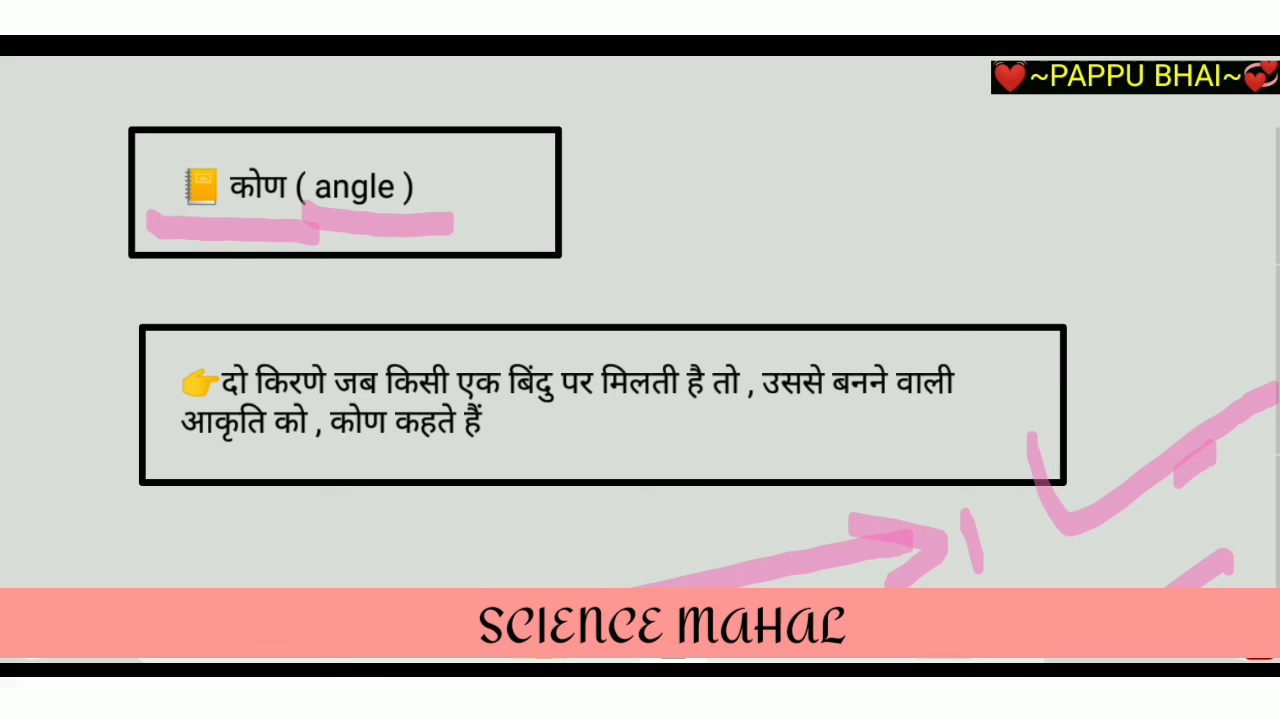 ❤️~PAPPU BHAI~💞
📒 कोण ( angle )
👉दो किरणे जब किसी एक बिंदु पर मिलती है तो , उससे बनने वाली
आकृति को , कोण कहते हैं
SCIENCE MAHAL